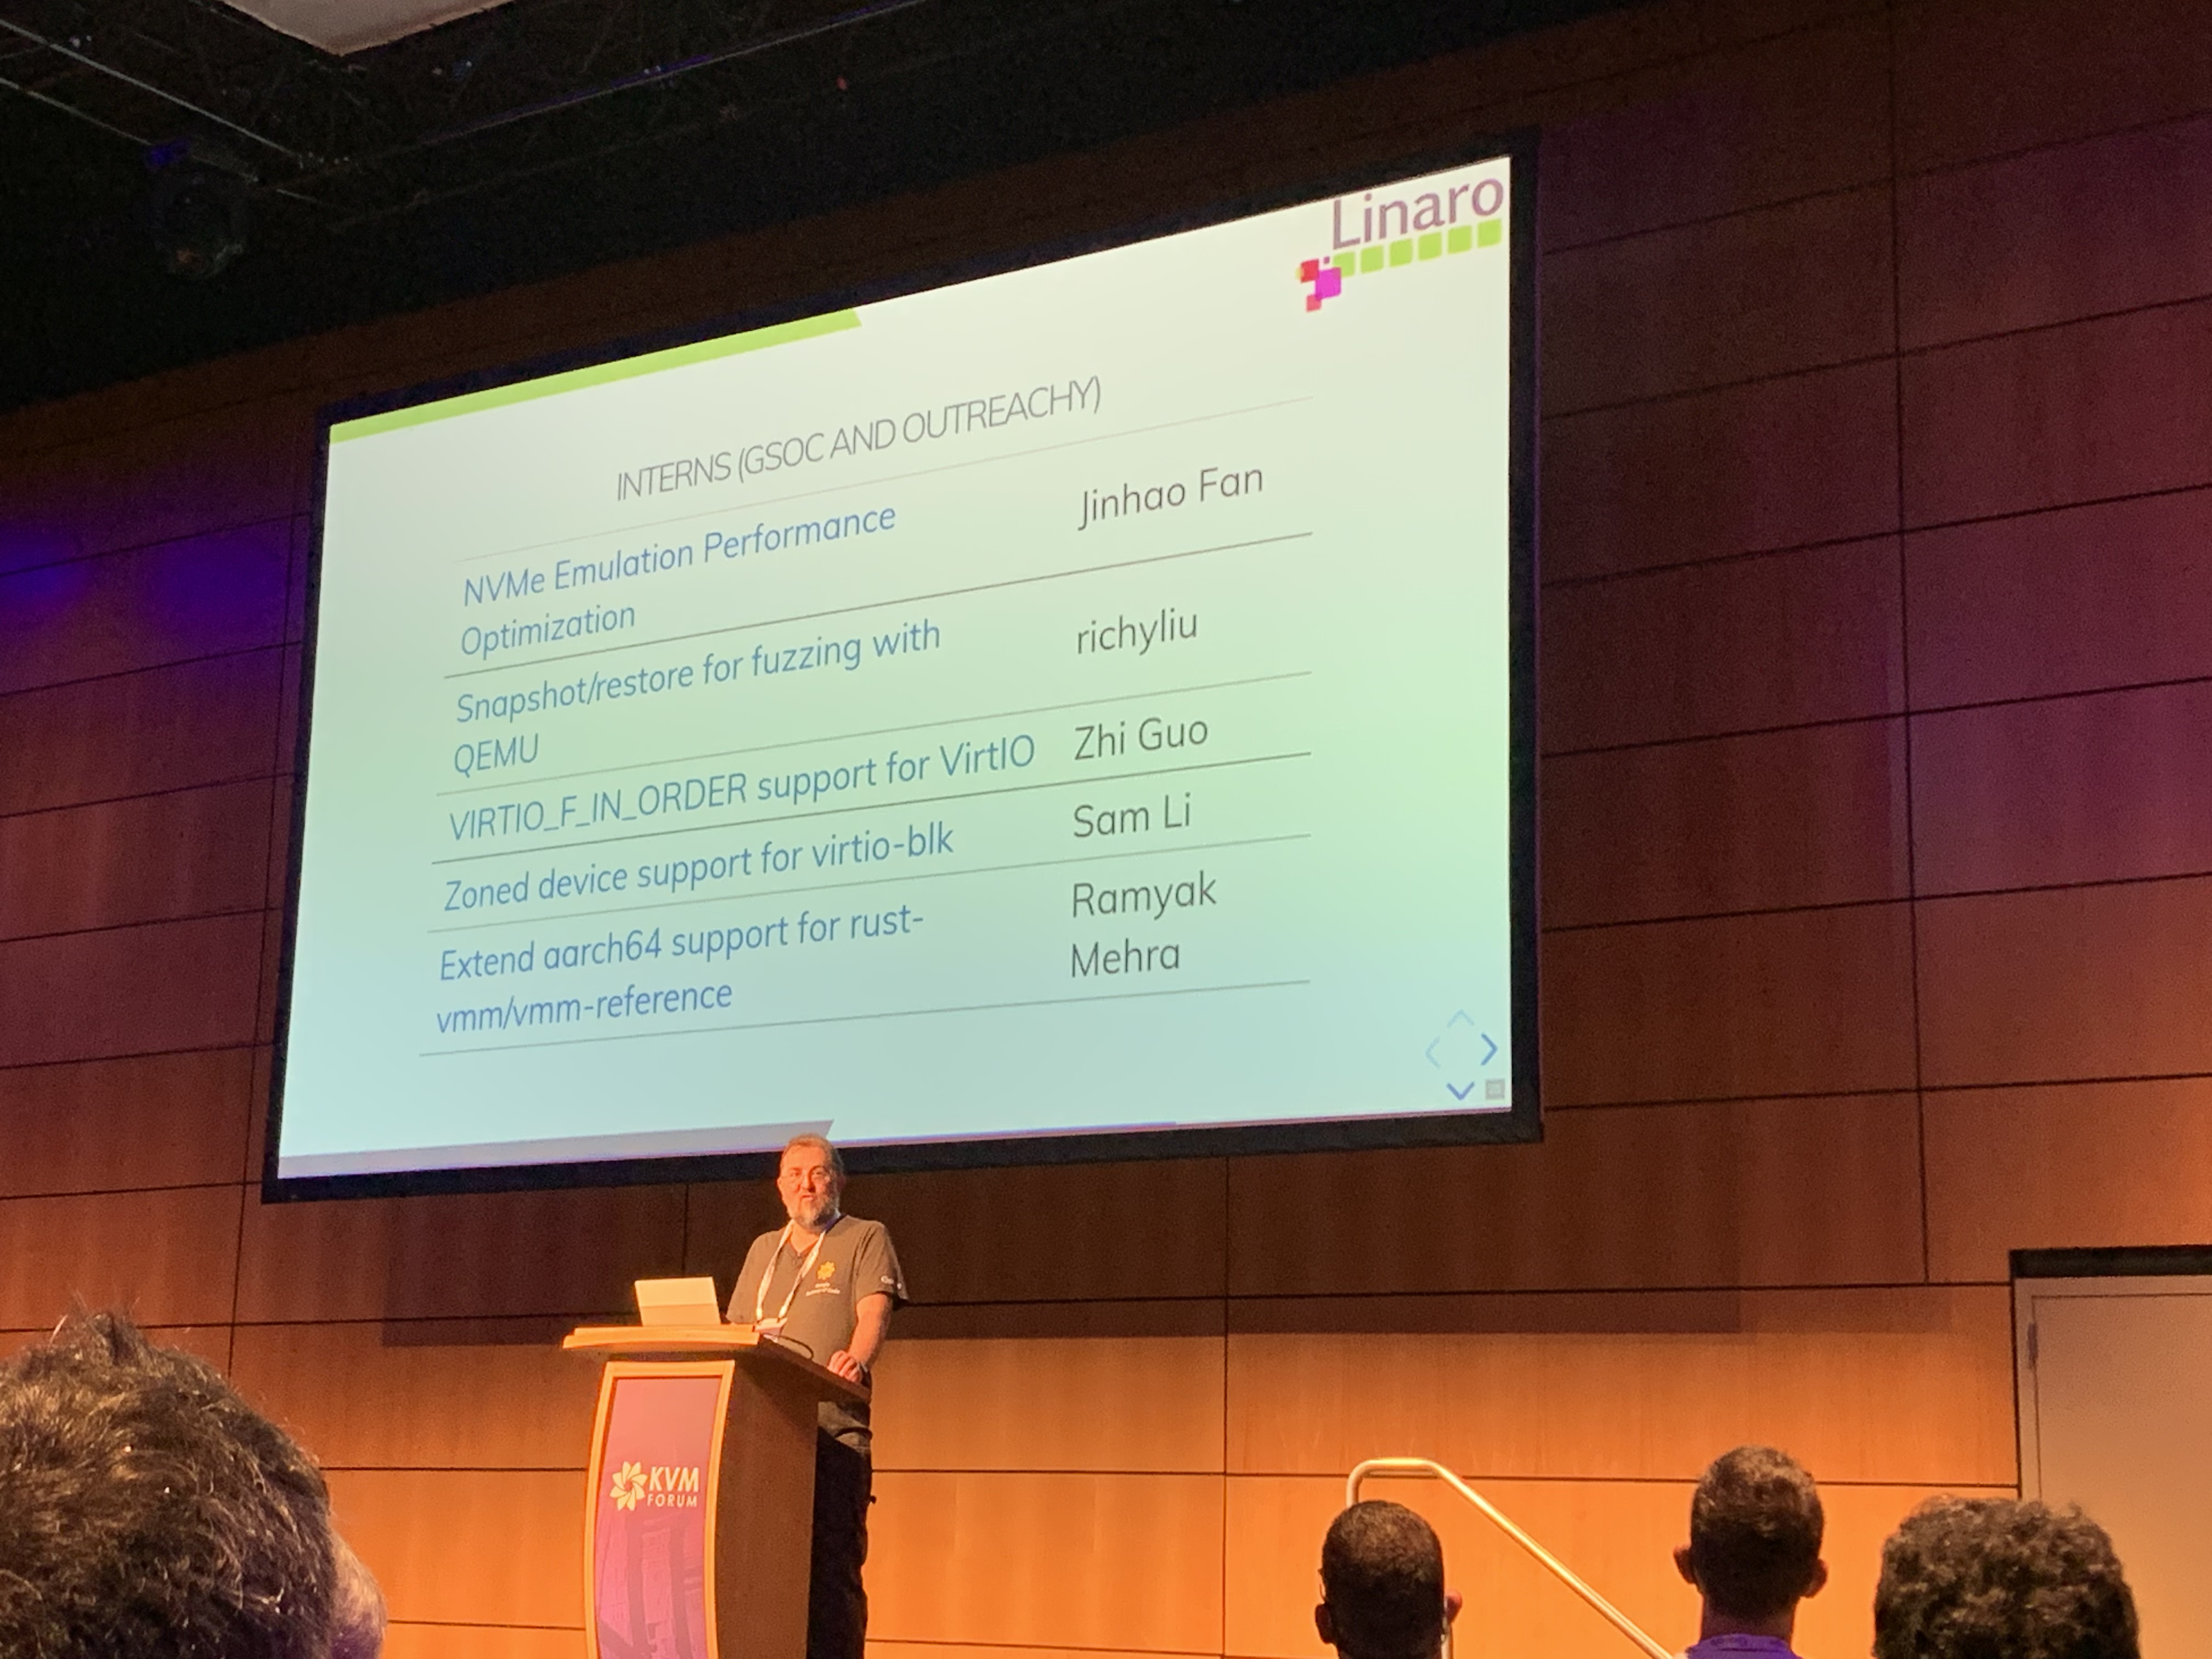 Linaro
INTERNS (GSOC AND OUTREACHY)
NVMe Emulation Performance
Optimization
Jinhao Fan
Snapshot/restore for fuzzing with
QEMU
richyliu
VIRTIO_F_IN_ORDER support for VirtIO
Zhi Guo
Zoned device support for virtio-blk
Sam Li
Extend aarch64 support for rust-
vmm/vmm-reference
Ramyak
Mehra
KVM
FORUM